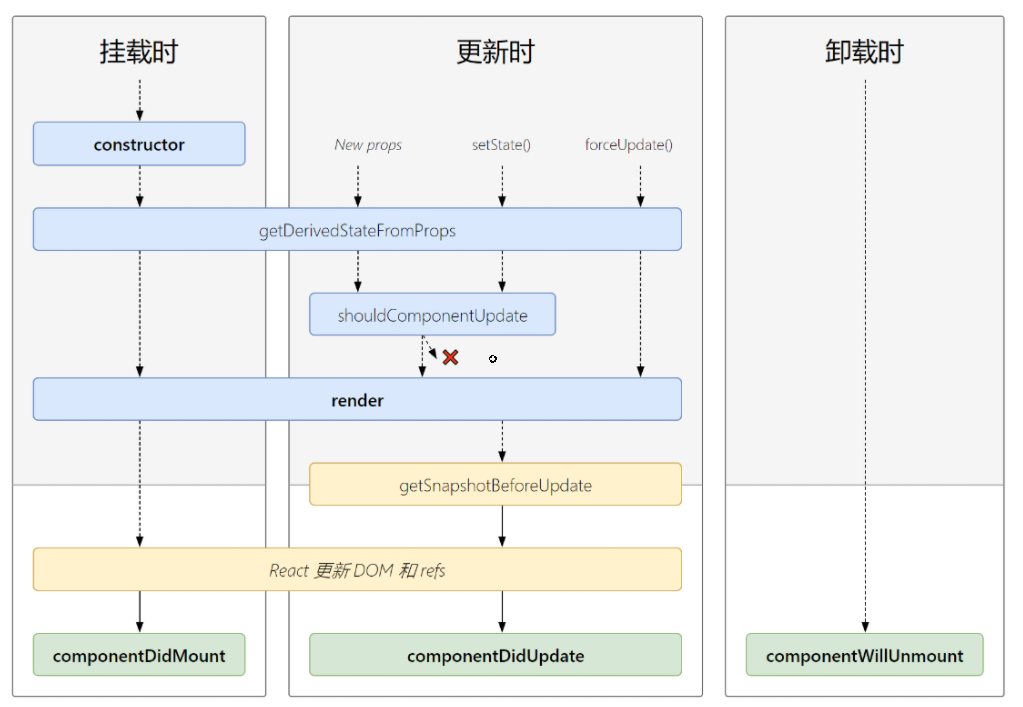 挂载时
更新时
卸载时
constructor
New props
setState()
forceUpdate()
getDerivedStateFromProps
shouldComponentUpdate
render
getSnapshotBeforeUpdate
React 更新 DOM 和 refs
componentDidMount
componentDidUpdate
componentWillUnmount